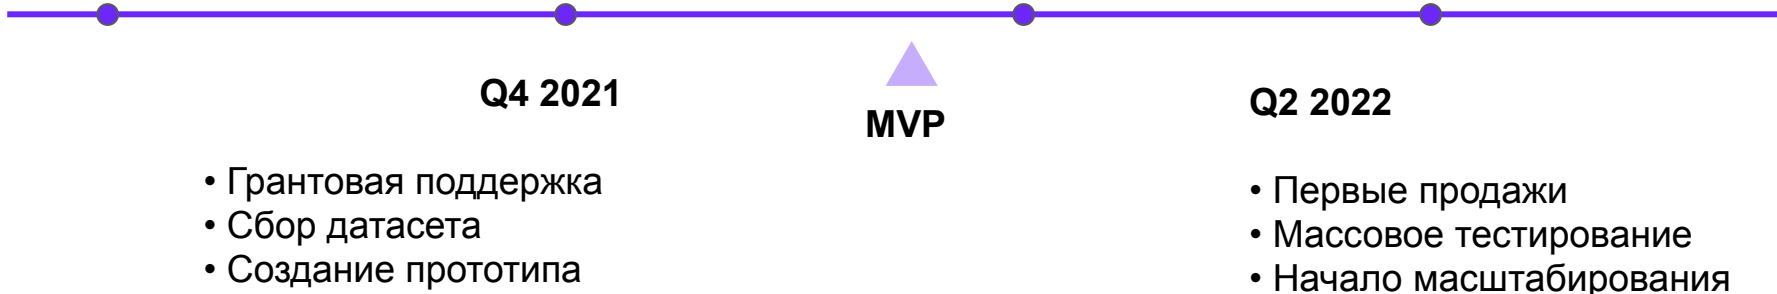 Q4 2021
• Грантовая поддержка
• Сбор датасета
• Создание прототипа
MVP
Q2 2022
• Первые продажи
• Массовое тестирование
• Начало масштабирования